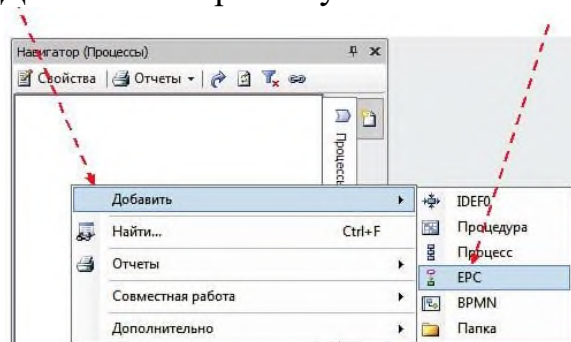 Навигатор (Процессы)
Свойства Отчеты
Процессы
Добавить
IDEF0
Найти... Ctrl+F
Процедура
Процесс
Отчеты
EPC
Совместная работа
BPMN
Дополнительно
Папка